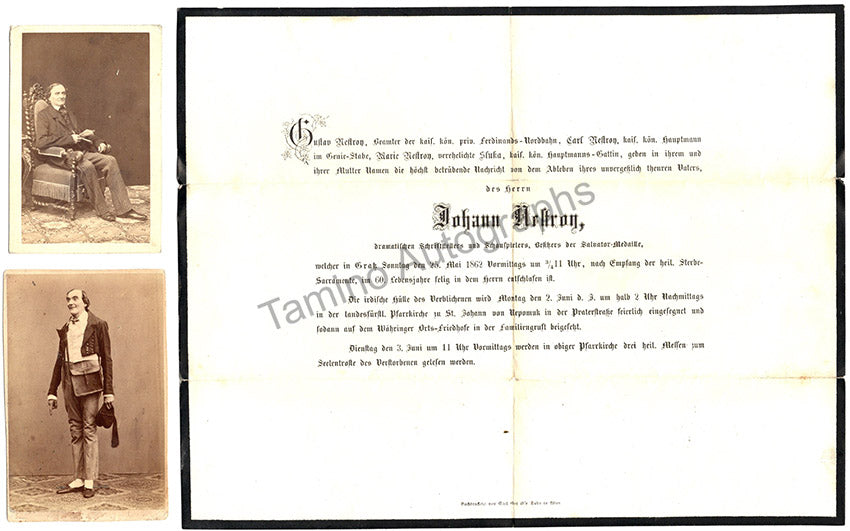 Gustav Nestroy, Beamter der kais. kön. priv. Ferdinands-Nordbahn, Carl Nestroy, kais. kön. Hauptmann
im Genie-Stabe, Marie Nestroy, verehelichte Sluka, kais. kön. Hauptmanns-Gattin, geben in ihrem und
ihrer Mutter Namen die höchst betrübende Nachricht von dem Ableben ihres unvergeßlich theuren Vaters,
des Herrn
Johann Nestroy,
dramatischen Schriftstellers und Schauspielers, Besitzers der Salvator-Medaille,
welcher in Graz Sonntag den 25. Mai 1862 Vormittags um ¾11 Uhr, nach Empfang der heil. Sterbe-
Sacramente, im 60. Lebensjahre selig in dem Herrn entschlafen ist.
Die irdische Hülle des Verblichenen wird Montag den 2. Juni d. J. um halb 2 Uhr Nachmittags
in der landesfürstl. Pfarrkirche zu St. Johann von Nepomuk in der Praterstraße feierlich eingesegnet und
sodann auf dem Währinger Orts-Friedhofe in der Familiengruft beigesetzt.
Dienstag den 3. Juni um 11 Uhr Vormittags werden in obiger Pfarrkirche drei heil. Messen zum
Seelentroste des Verstorbenen gelesen werden.
Tamino Autographs